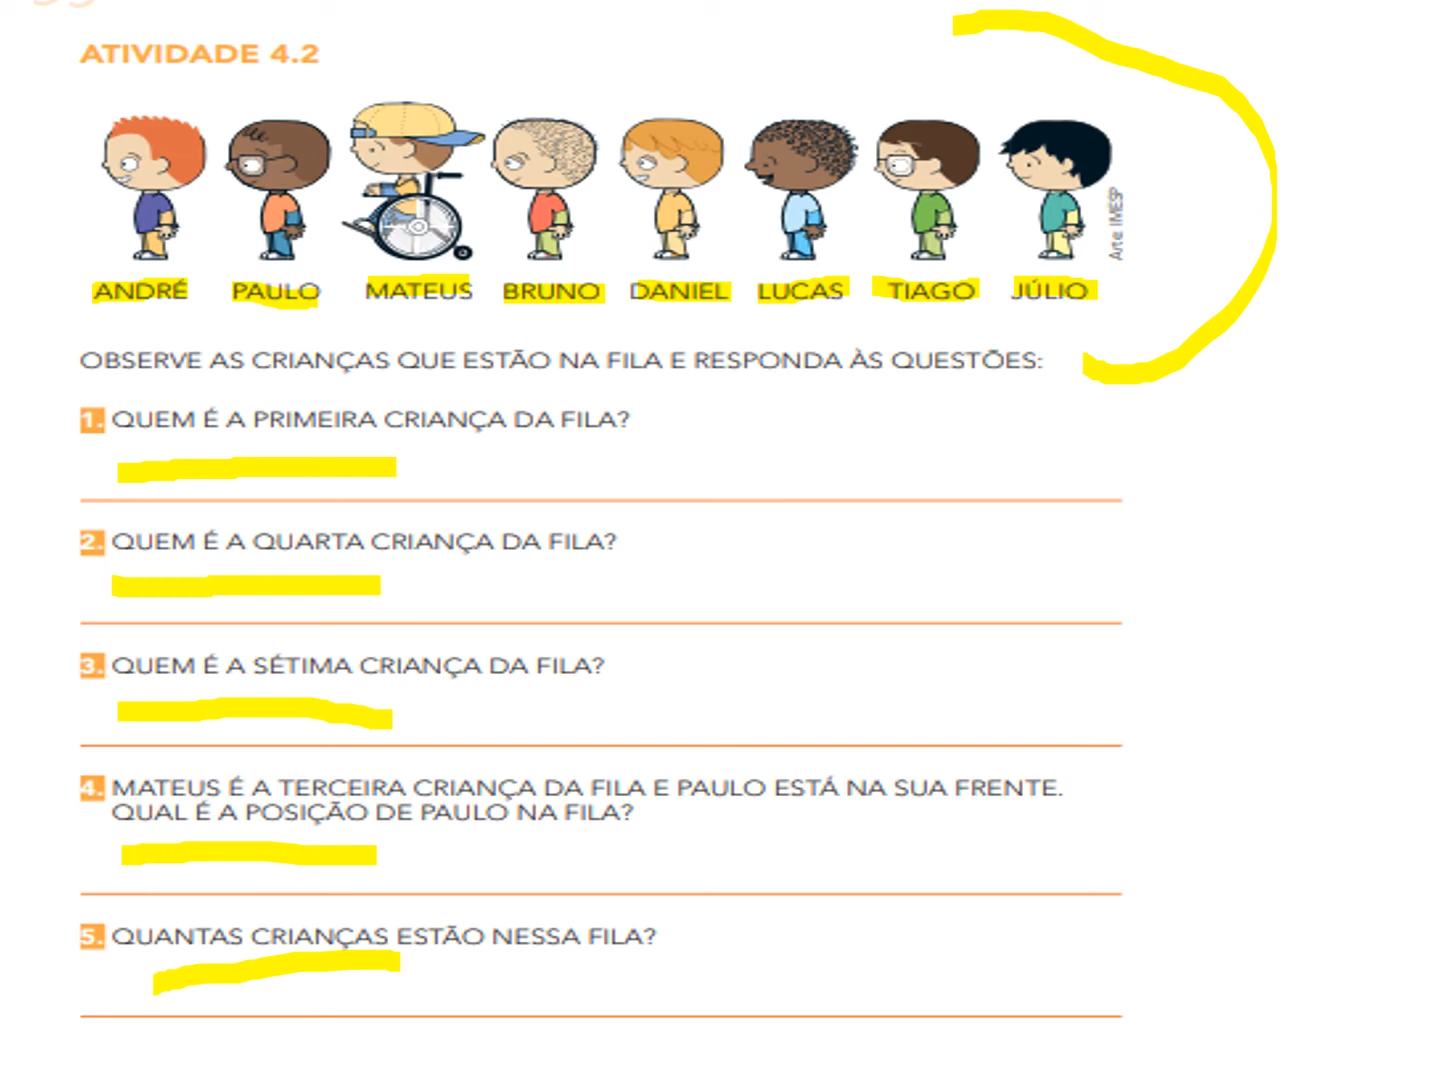 ATIVIDADE 4.2
ANDRÉ PAULO MATEUS BRUNO DANIEL LUCAS TIAGO JÚLIO
Arte IMESP
OBSERVE AS CRIANÇAS QUE ESTÃO NA FILA E RESPONDA ÀS QUESTÕES:
1. QUEM É A PRIMEIRA CRIANÇA DA FILA?
2. QUEM É A QUARTA CRIANÇA DA FILA?
3. QUEM É A SÉTIMA CRIANÇA DA FILA?
4. MATEUS É A TERCEIRA CRIANÇA DA FILA E PAULO ESTÁ NA SUA FRENTE.
QUAL É A POSIÇÃO DE PAULO NA FILA?
5. QUANTAS CRIANÇAS ESTÃO NESSA FILA?